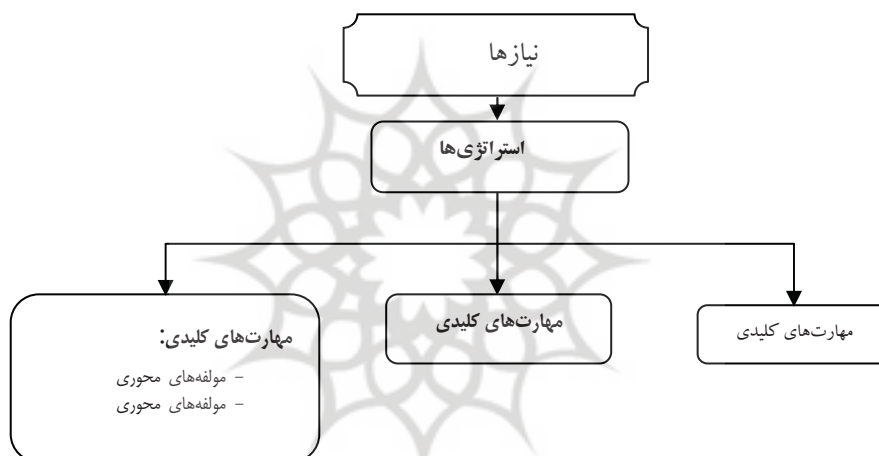 نیازها
استراتژی‌ها
مهارت‌های کلیدی
مهارت‌های کلیدی
مهارت‌های کلیدی:
- مولفه‌های محوری
- مولفه‌های محوری